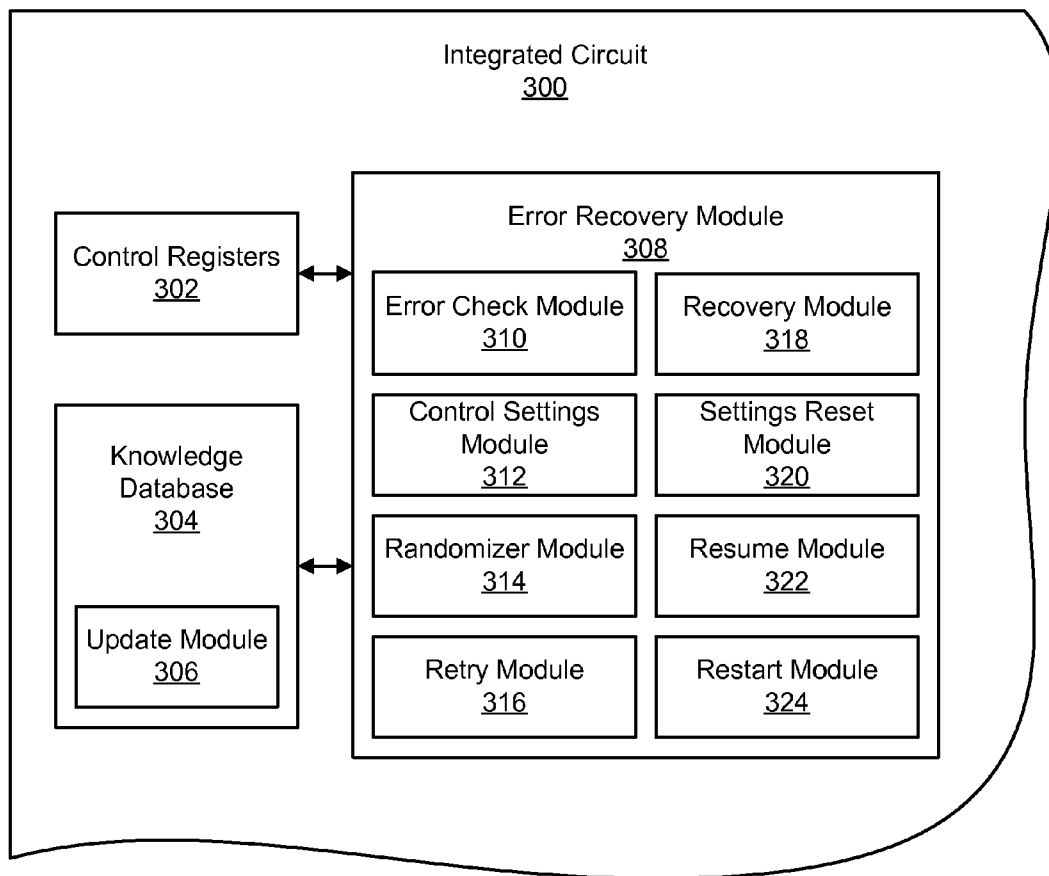 Integrated Circuit
300
Control Registers
302
Knowledge
Database
304
Update Module
306
Error Recovery Module
308
Error Check Module
310
Recovery Module
318
Control Settings
Module
312
Settings Reset
Module
320
Randomizer Module
314
Resume Module
322
Retry Module
316
Restart Module
324